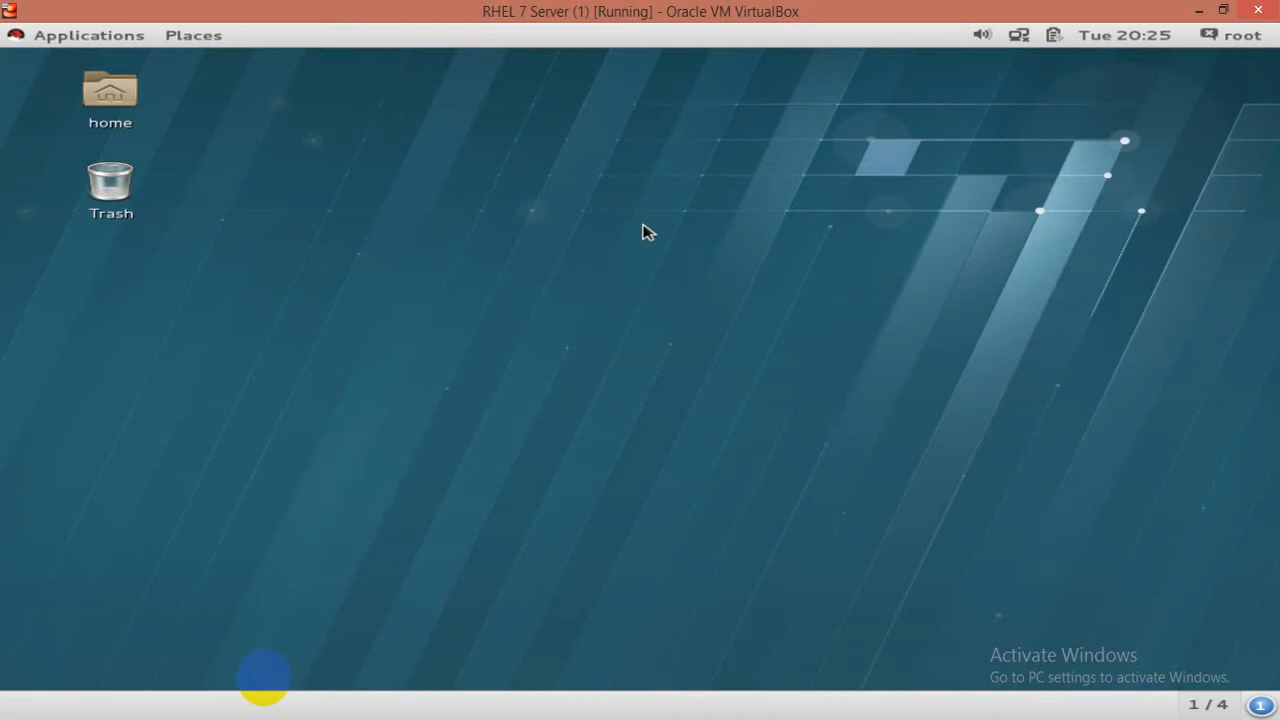 RHEL 7 Server (1) [Running] - Oracle VM VirtualBox
Applications Places Tue 20:25 root
home
Trash
Activate Windows
Go to PC settings to activate Windows.
1 / 4 1